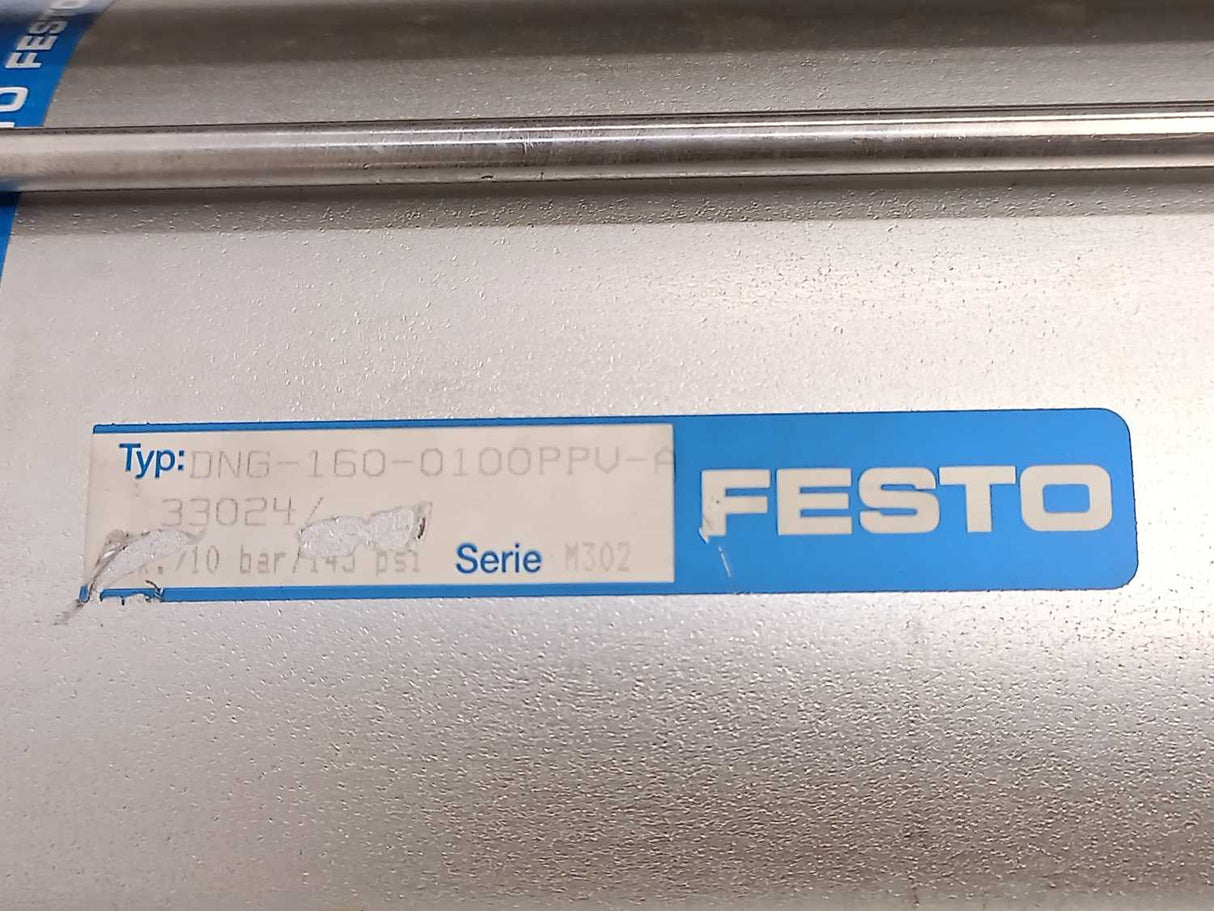 FESTO
Typ: DNG-160-0100PPV-A
33024/
./10 bar/145 psi Serie M302
FESTO